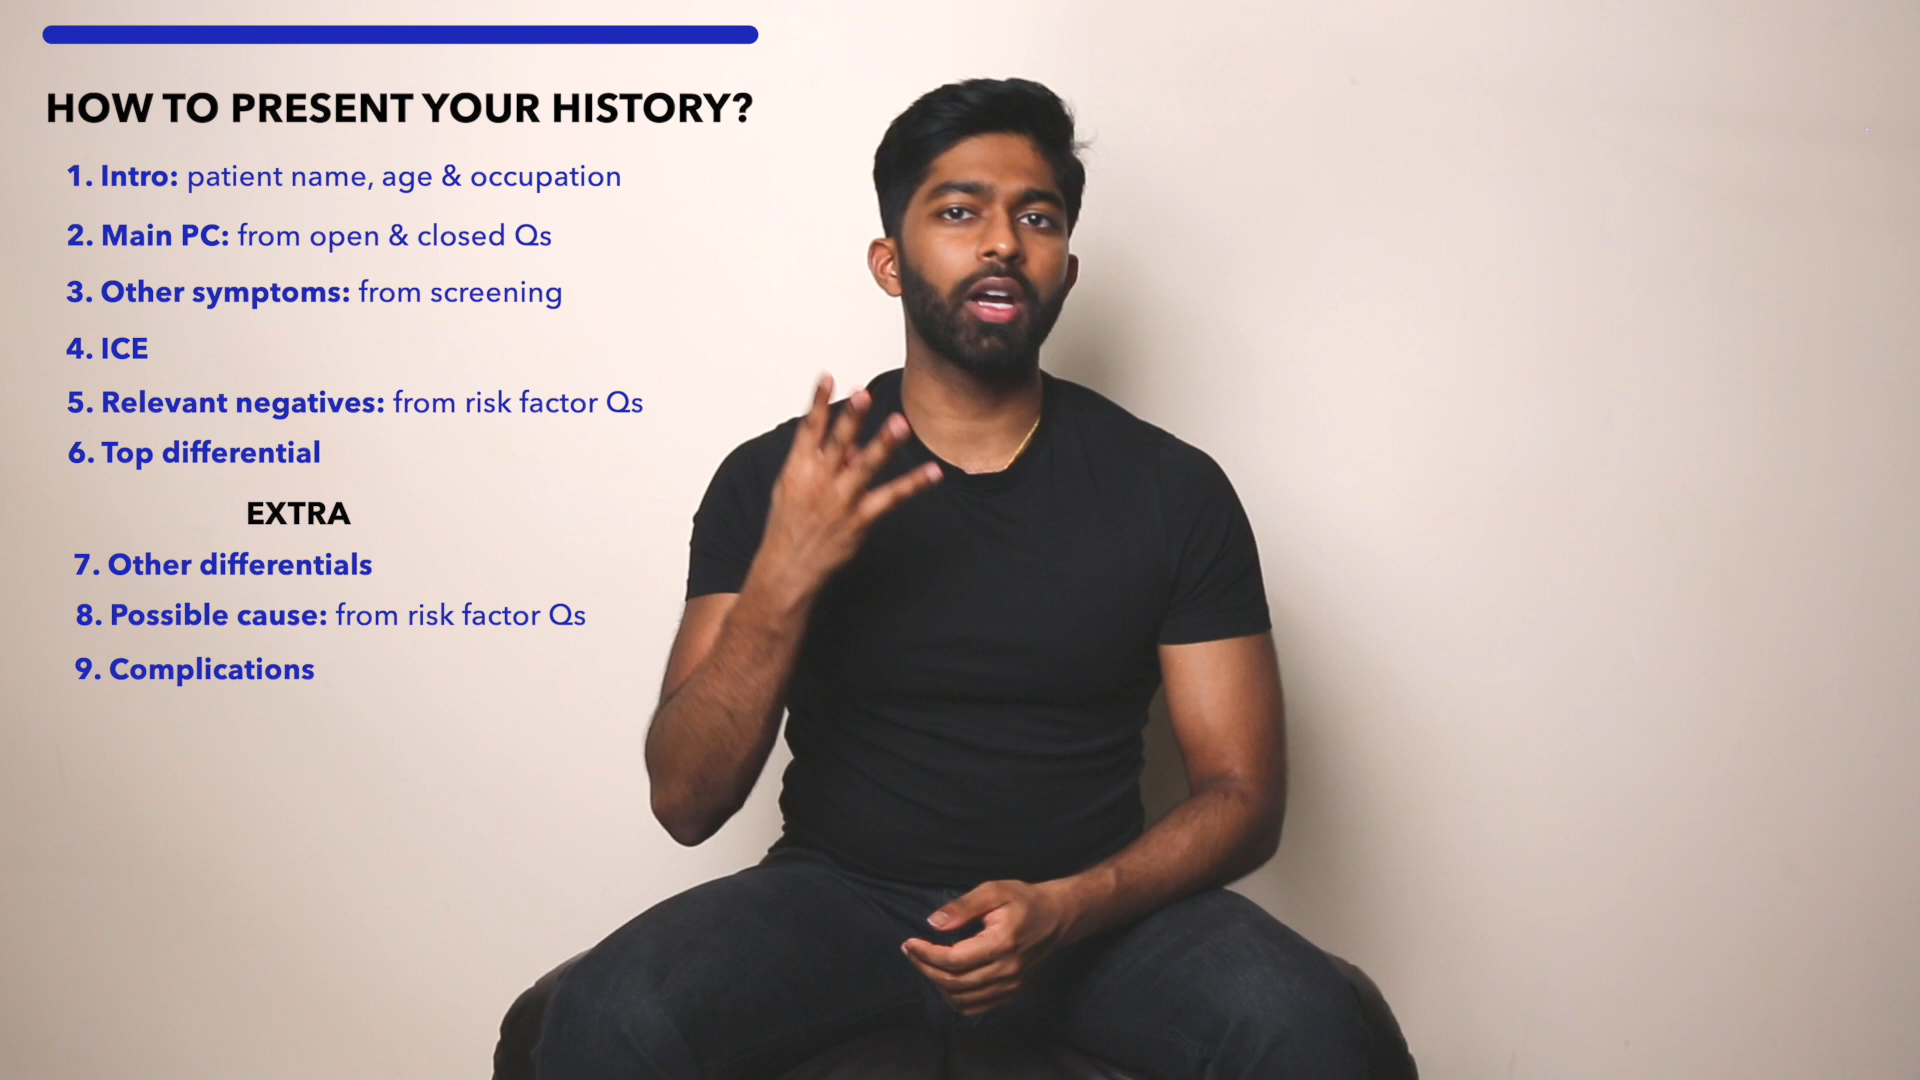 HOW TO PRESENT YOUR HISTORY?
1. Intro: patient name, age & occupation
2. Main PC: from open & closed Qs
3. Other symptoms: from screening
4. ICE
5. Relevant negatives: from risk factor Qs
6. Top differential
EXTRA
7. Other differentials
8. Possible cause: from risk factor Qs
9. Complications